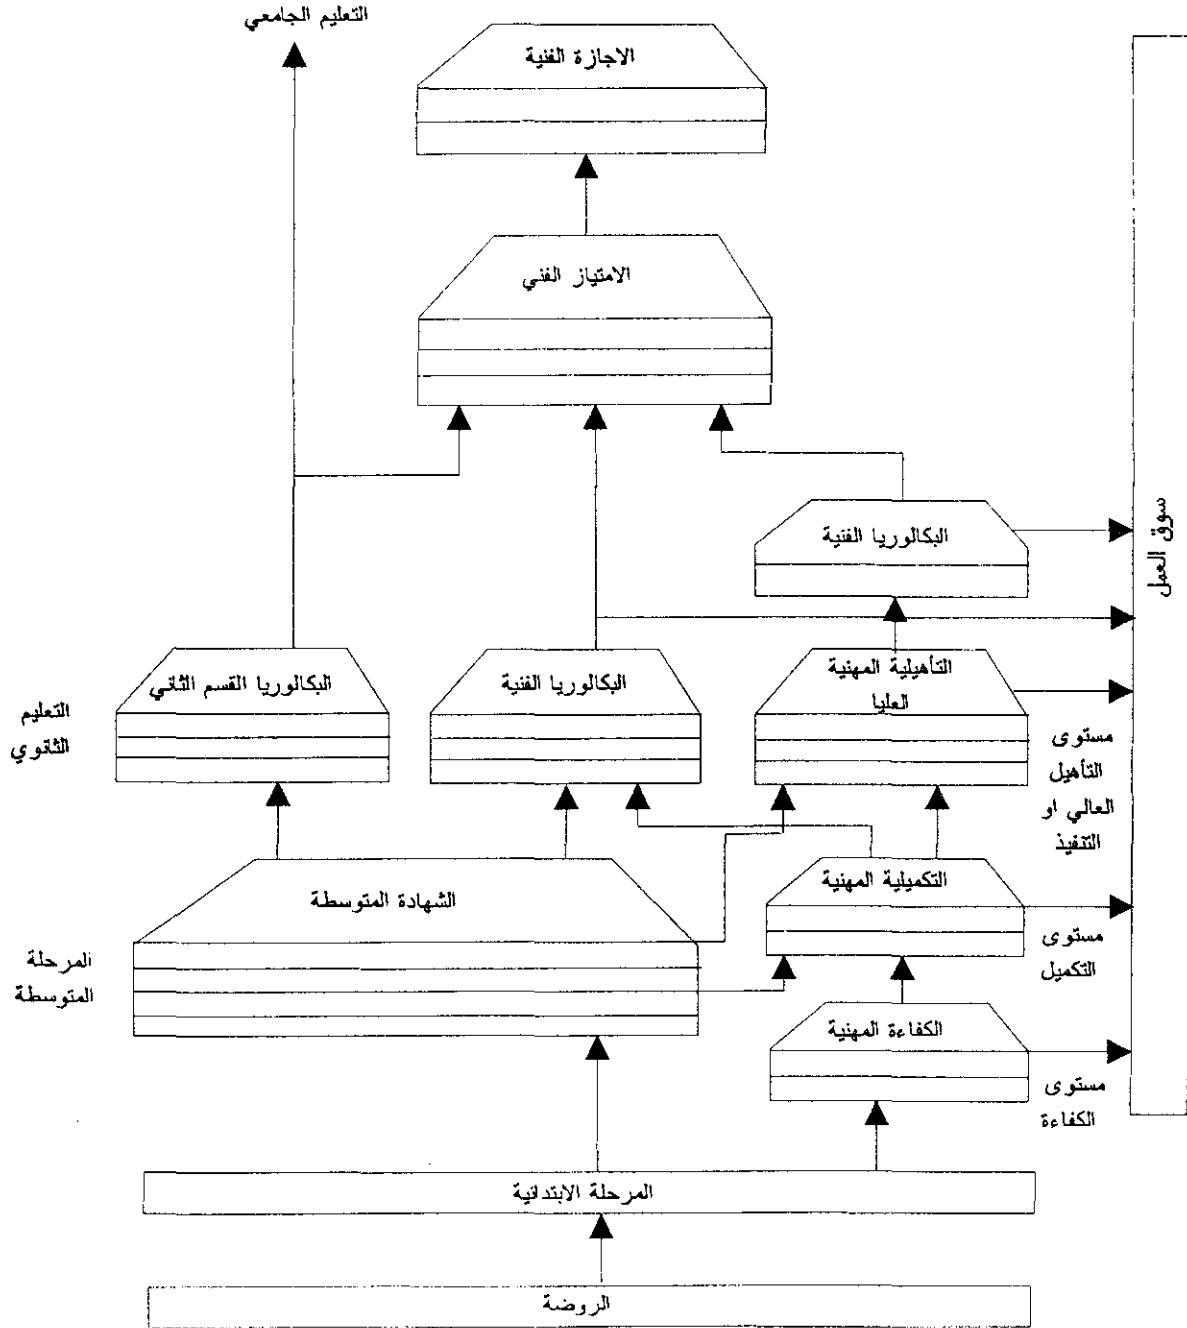 التعليم الجامعي
الاجازة الفنية
الامتياز الفني
سوق العمل
البكالوريا الفنية
البكالوريا القسم الثاني
البكالوريا الفنية
التأهيلية المهنية
العليا
التعليم
الثانوي
مستوى
التأهيل
العالي او
التنفيذ
الشهادة المتوسطة
التكميلية المهنية
المرحلة
المتوسطة
مستوى
التكميل
الكفاءة المهنية
مستوى
الكفاءة
المرحلة الابتدائية
الروضة